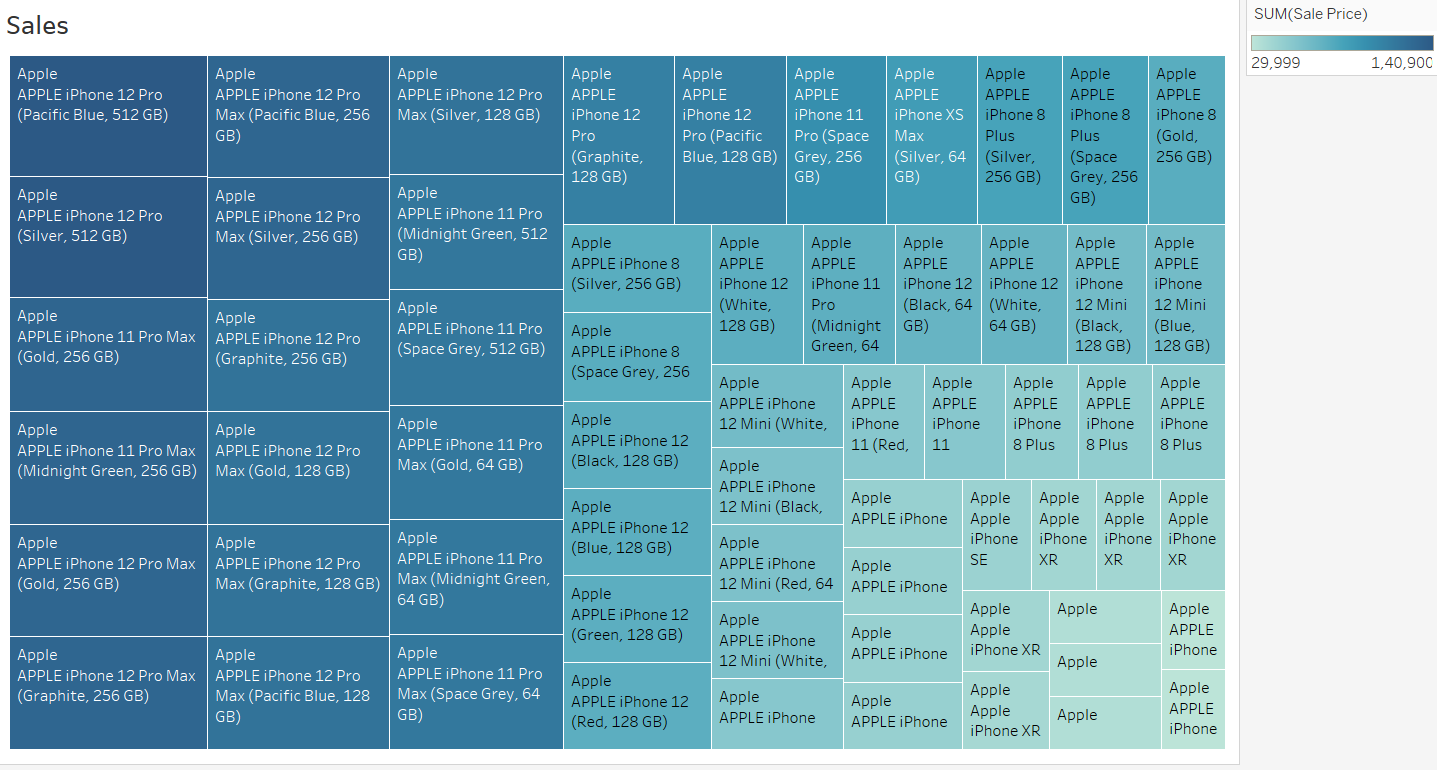 Sales
SUM(Sale Price)
29,999
1,40,900
Apple
APPLE iPhone 12 Pro
(Pacific Blue, 512 GB)
Apple
APPLE iPhone 12 Pro
(Silver, 512 GB)
Apple
APPLE iPhone 11 Pro Max
(Gold, 256 GB)
Apple
APPLE iPhone 11 Pro Max
(Midnight Green, 256 GB)
Apple
APPLE iPhone 12 Pro Max
(Gold, 256 GB)
Apple
APPLE iPhone 12 Pro Max
(Graphite, 256 GB)
Apple
APPLE iPhone 12 Pro
Max (Pacific Blue, 256
GB)
Apple
APPLE iPhone 12 Pro
Max (Silver, 256 GB)
Apple
APPLE iPhone 12 Pro
(Graphite, 256 GB)
Apple
APPLE iPhone 12 Pro
Max (Gold, 128 GB)
Apple
APPLE iPhone 12 Pro
Max (Graphite, 128 GB)
Apple
APPLE iPhone 12 Pro
Max (Pacific Blue, 128
GB)
Apple
APPLE iPhone 12 Pro
Max (Silver, 128 GB)
Apple
APPLE iPhone 11 Pro
(Midnight Green, 512
GB)
Apple
APPLE iPhone 11 Pro
(Space Grey, 512 GB)
Apple
APPLE iPhone 11 Pro
Max (Gold, 64 GB)
Apple
APPLE iPhone 11 Pro
Max (Midnight Green,
64 GB)
Apple
APPLE iPhone 11 Pro
Max (Space Grey, 64
GB)
Apple
APPLE
iPhone 12
Pro
(Graphite,
128 GB)
Apple
APPLE
iPhone 12
Pro (Pacific
Blue, 128 GB)
Apple
APPLE
iPhone 11
Pro (Space
Grey, 256
GB)
Apple
APPLE
iPhone XS
Max
(Silver, 64
GB)
Apple
APPLE
iPhone 8
Plus
(Silver,
256 GB)
Apple
APPLE
iPhone 8
Plus
(Space
Grey, 256
GB)
Apple
APPLE
iPhone 8
(Gold,
256 GB)
Apple
APPLE iPhone 8
(Silver, 256 GB)
Apple
APPLE iPhone 8
(Space Grey, 256
Apple
APPLE iPhone 12
(Black, 128 GB)
Apple
APPLE iPhone 12
(Blue, 128 GB)
Apple
APPLE iPhone 12
(Green, 128 GB)
Apple
APPLE iPhone 12
(Red, 128 GB)
Apple
APPLE
iPhone 12
(White,
128 GB)
Apple
APPLE
iPhone 11
Pro
(Midnight
Green, 64
Apple
APPLE
iPhone 12
(Black, 64
GB)
Apple
APPLE
iPhone 12
(White,
64 GB)
Apple
APPLE
iPhone
12 Mini
(Black,
128 GB)
Apple
APPLE
iPhone
12 Mini
(Blue,
128 GB)
Apple
APPLE iPhone
12 Mini (White,
Apple
APPLE iPhone
12 Mini (Black,
Apple
APPLE iPhone
12 Mini (Red, 64
Apple
APPLE iPhone
12 Mini (White,
Apple
APPLE iPhone
Apple
APPLE
iPhone
11 (Red,
Apple
APPLE
iPhone
11
Apple
APPLE
iPhone
8 Plus
Apple
APPLE
iPhone
8 Plus
Apple
APPLE
iPhone
8 Plus
Apple
APPLE iPhone
Apple
APPLE iPhone
Apple
APPLE iPhone
Apple
APPLE iPhone
Apple
Apple
iPhone
SE
Apple
Apple
iPhone
XR
Apple
Apple
iPhone
XR
Apple
Apple
iPhone
XR
Apple
Apple
iPhone XR
Apple
Apple
iPhone XR
Apple
Apple
Apple
Apple
APPLE
iPhone
Apple
APPLE
iPhone